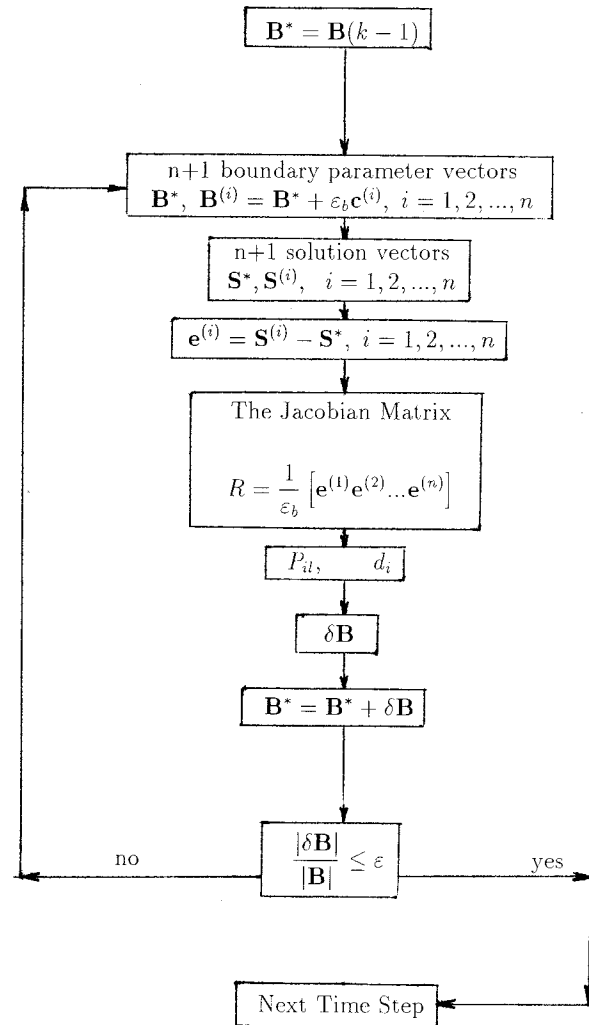 B* = B(k − 1)
n+1 boundary parameter vectors
B*, B^(i) = B* + ε_b c^(i), i = 1, 2, ..., n
n+1 solution vectors
S*, S^(i), i = 1, 2, ..., n
e^(i) = S^(i) − S*, i = 1, 2, ..., n
The Jacobian Matrix
R = 1/ε_b [e^(1) e^(2) ... e^(n)]
P_il, d_i
δB
B* = B* + δB
|δB| / |B| ≤ ε
no
yes
Next Time Step